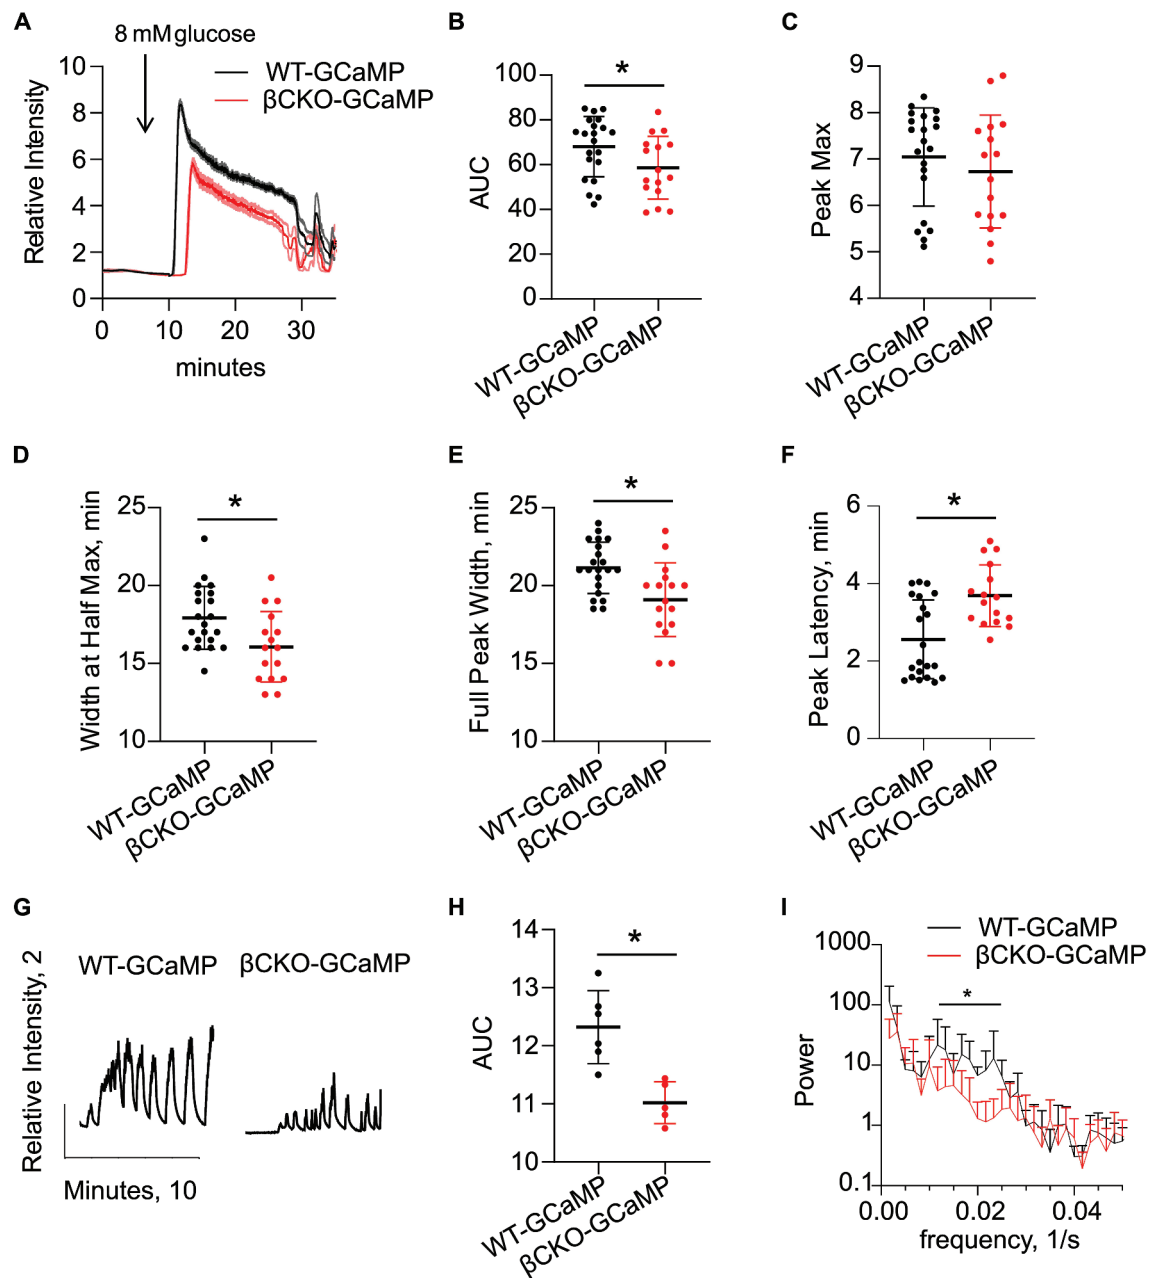 A
8 mM glucose
WT-GCaMP
βCKO-GCaMP
Relative Intensity
10
8
6
4
2
0
0 10 20 30
minutes
B
*
AUC
100
80
60
40
20
0
WT-GCaMP
βCKO-GCaMP
C
Peak Max
9
8
7
6
5
4
WT-GCaMP
βCKO-GCaMP
D
*
Width at Half Max, min
25
20
15
10
WT-GCaMP
βCKO-GCaMP
E
*
Full Peak Width, min
25
20
15
10
WT-GCaMP
βCKO-GCaMP
F
*
Peak Latency, min
6
4
2
0
WT-GCaMP
βCKO-GCaMP
G
WT-GCaMP
βCKO-GCaMP
Relative Intensity, 2
Minutes, 10
H
*
AUC
14
13
12
11
10
WT-GCaMP
βCKO-GCaMP
I
WT-GCaMP
βCKO-GCaMP
*
Power
1000
100
10
1
0.1
0.00 0.02 0.04
frequency, 1/s